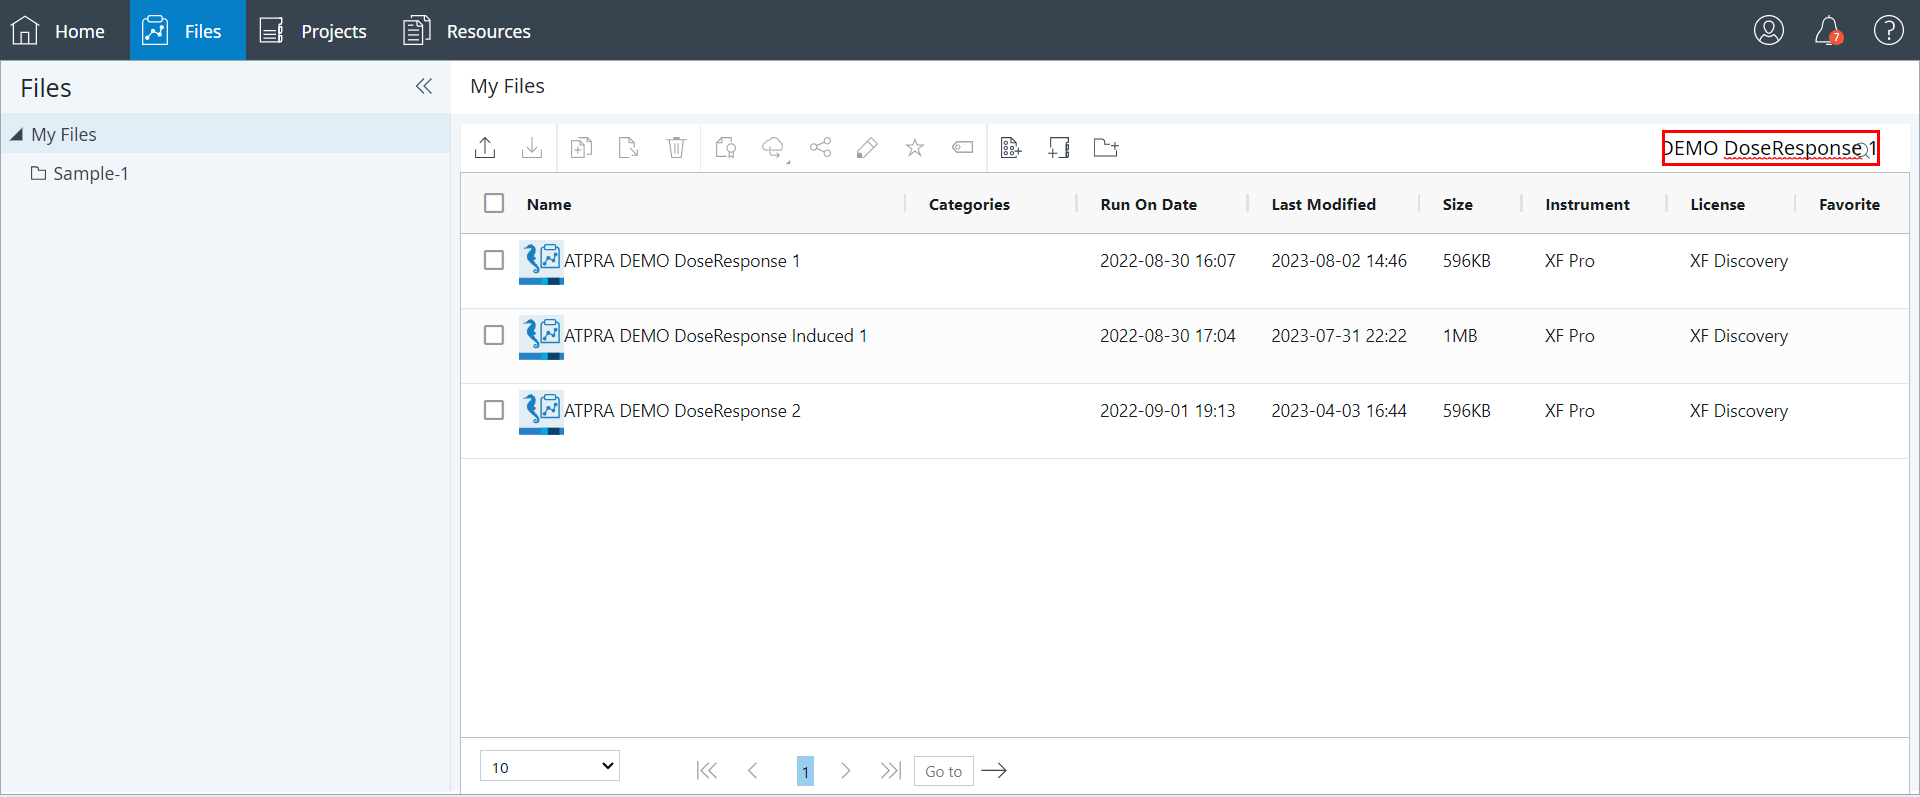 Home Files Projects Resources 7
Files
My Files
My Files
Sample-1
DEMO DoseResponse 1
Name Categories Run On Date Last Modified Size Instrument License Favorite
ATPRA DEMO DoseResponse 1 2022-08-30 16:07 2023-08-02 14:46 596KB XF Pro XF Discovery
ATPRA DEMO DoseResponse Induced 1 2022-08-30 17:04 2023-07-31 22:22 1MB XF Pro XF Discovery
ATPRA DEMO DoseResponse 2 2022-09-01 19:13 2023-04-03 16:44 596KB XF Pro XF Discovery
10 1 Go to